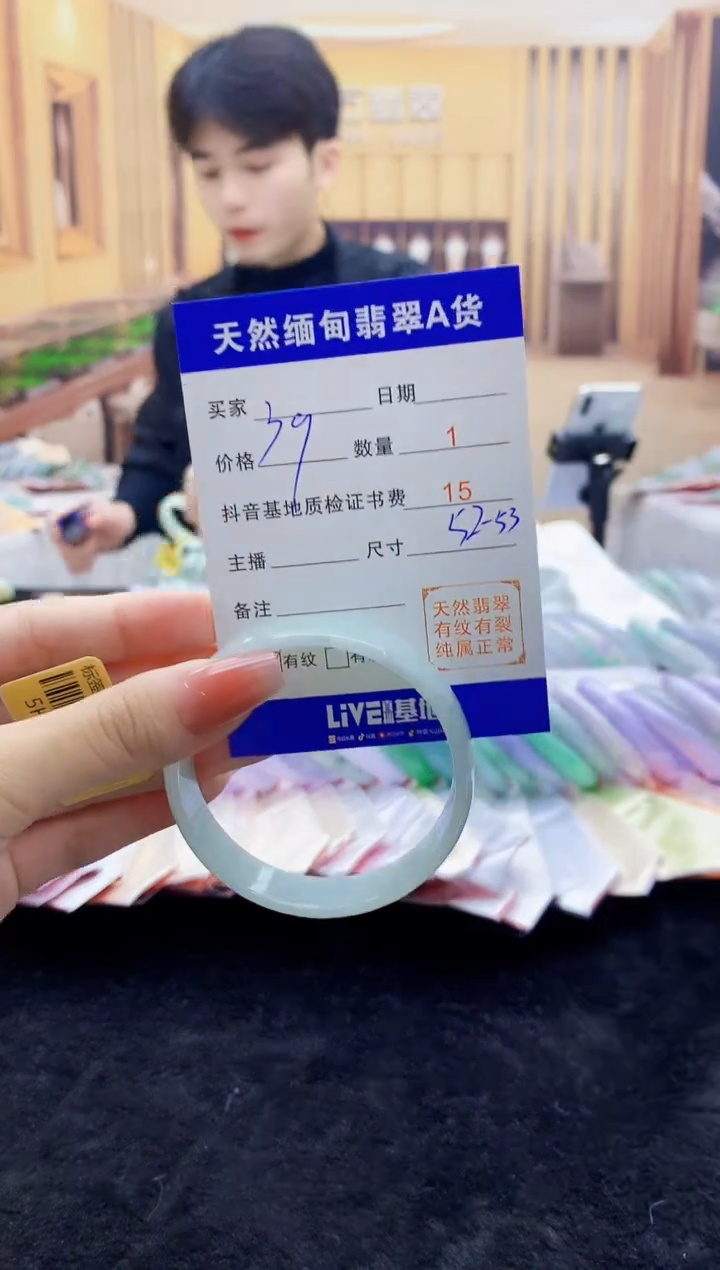 天然缅甸翡翠A货
买家 日期
价格 39 数量 1
抖音基地质检证书费 15
主播 尺寸 52-53
备注
天然翡翠
有纹有裂
纯属正常
有纹
LiVE 基地